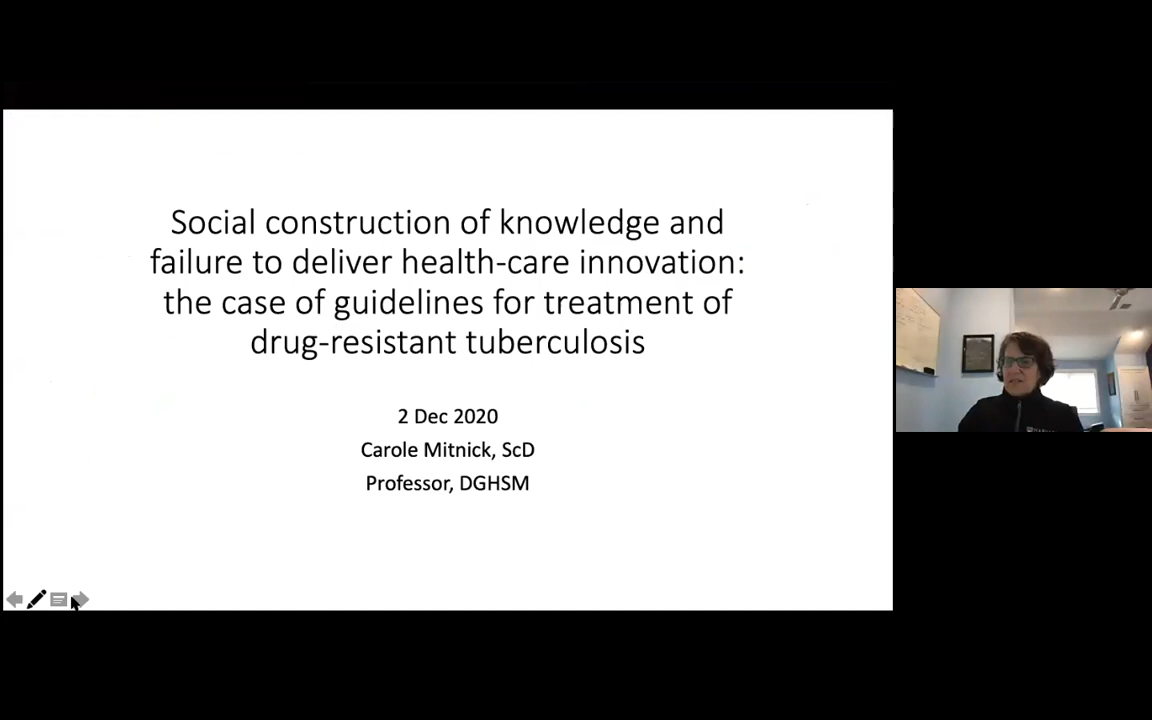 Social construction of knowledge and
failure to deliver health-care innovation:
the case of guidelines for treatment of
drug-resistant tuberculosis
2 Dec 2020
Carole Mitnick, ScD
Professor, DGHSM